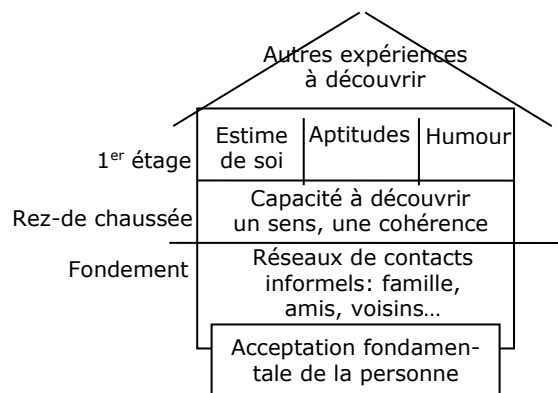 Autres expériences
à découvrir
1er étage
Estime
de soi
Aptitudes
Humour
Rez-de chaussée
Capacité à découvrir
un sens, une cohérence
Fondement
Réseaux de contacts
informels: famille,
amis, voisins…
Acceptation fondamen-
tale de la personne